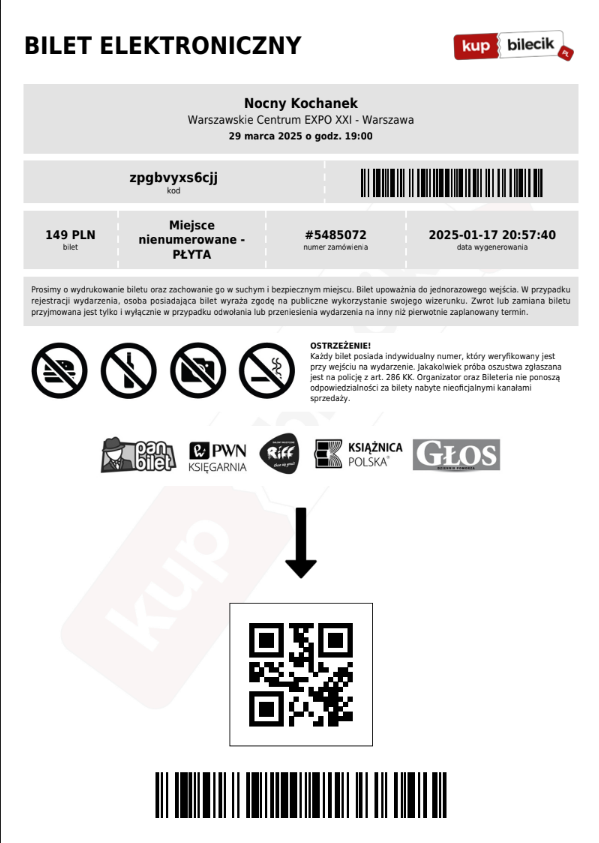 BILET ELEKTRONICZNY
kup bilecik PL
Nocny Kochanek
Warszawskie Centrum EXPO XXI - Warszawa
29 marca 2025 o godz. 19:00
zpgbvyxs6cjj
kod
149 PLN
bilet
Miejsce
nienumerowane -
PŁYTA
#5485072
numer zamówienia
2025-01-17 20:57:40
data wygenerowania
Prosimy o wydrukowanie biletu oraz zachowanie go w suchym i bezpiecznym miejscu. Bilet upoważnia do jednorazowego wejścia. W przypadku
rejestracji wydarzenia, osoba posiadająca bilet wyraża zgodę na publiczne wykorzystanie swojego wizerunku. Zwrot lub zamiana biletu
przyjmowana jest tylko i wyłącznie w przypadku odwołania lub przeniesienia wydarzenia na inny niż pierwotnie zaplanowany termin.
OSTRZEŻENIE!
Każdy bilet posiada indywidualny numer, który weryfikowany jest
przy wejściu na wydarzenie. Jakakolwiek próba oszustwa zgłaszana
jest na policję z art. 286 KK. Organizator oraz Bileteria nie ponoszą
odpowiedzialności za bilety nabyte nieoficjalnymi kanałami
sprzedaży.
pan bilet
PWN
KSIĘGARNIA
Riff
KSIĄŻNICA
POLSKA
GŁOS
kup